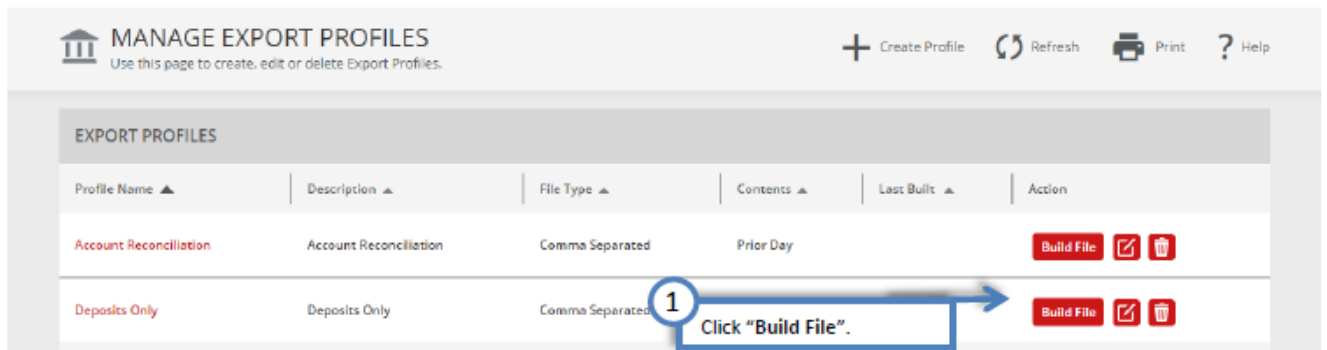 MANAGE EXPORT PROFILES
Use this page to create, edit or delete Export Profiles.
Create Profile Refresh Print ? Help
EXPORT PROFILES
Profile Name Description File Type Contents Last Built Action
Account Reconciliation Account Reconciliation Comma Separated Prior Day Build File
Deposits Only Deposits Only Comma Separated Build File
1
Click “Build File”.